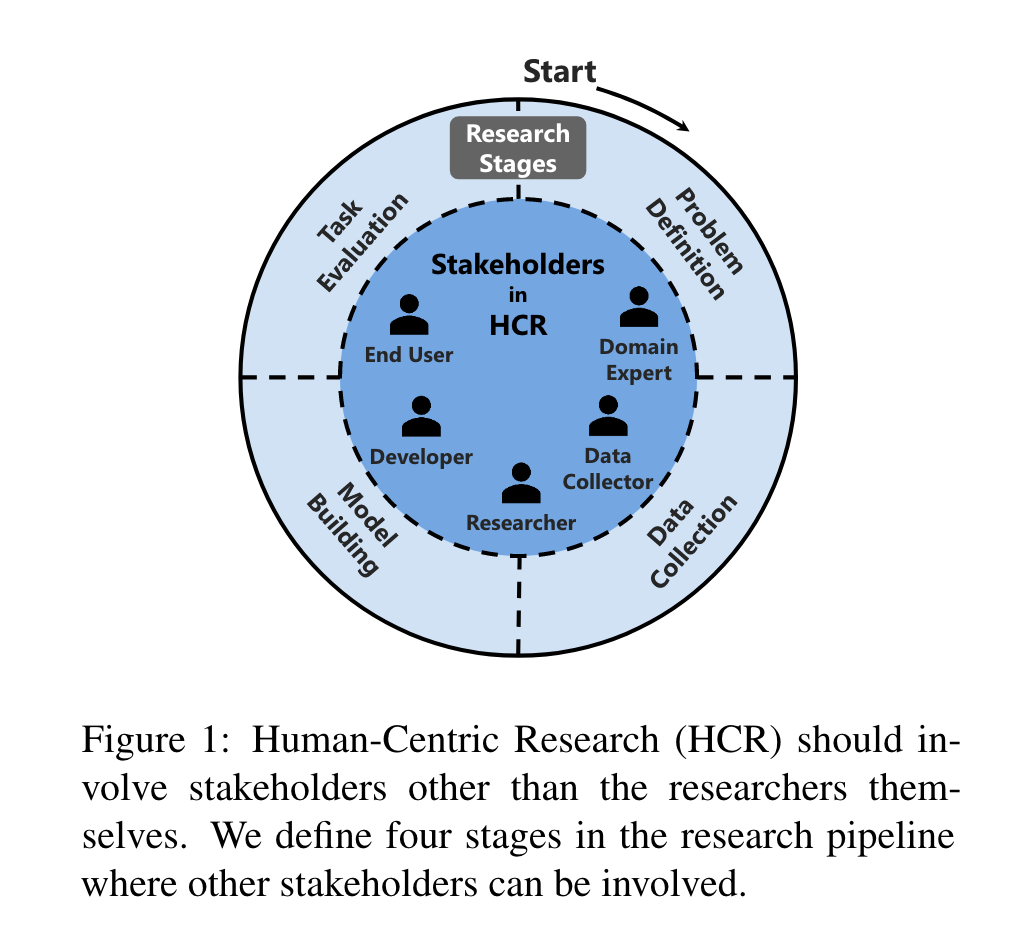 Start
Research
Stages
Problem
Definition
Task
Evaluation
Stakeholders
in
HCR
End User
Domain
Expert
Developer
Data
Collector
Researcher
Model
Building
Data
Collection
Figure 1: Human-Centric Research (HCR) should in-
volve stakeholders other than the researchers them-
selves. We define four stages in the research pipeline
where other stakeholders can be involved.